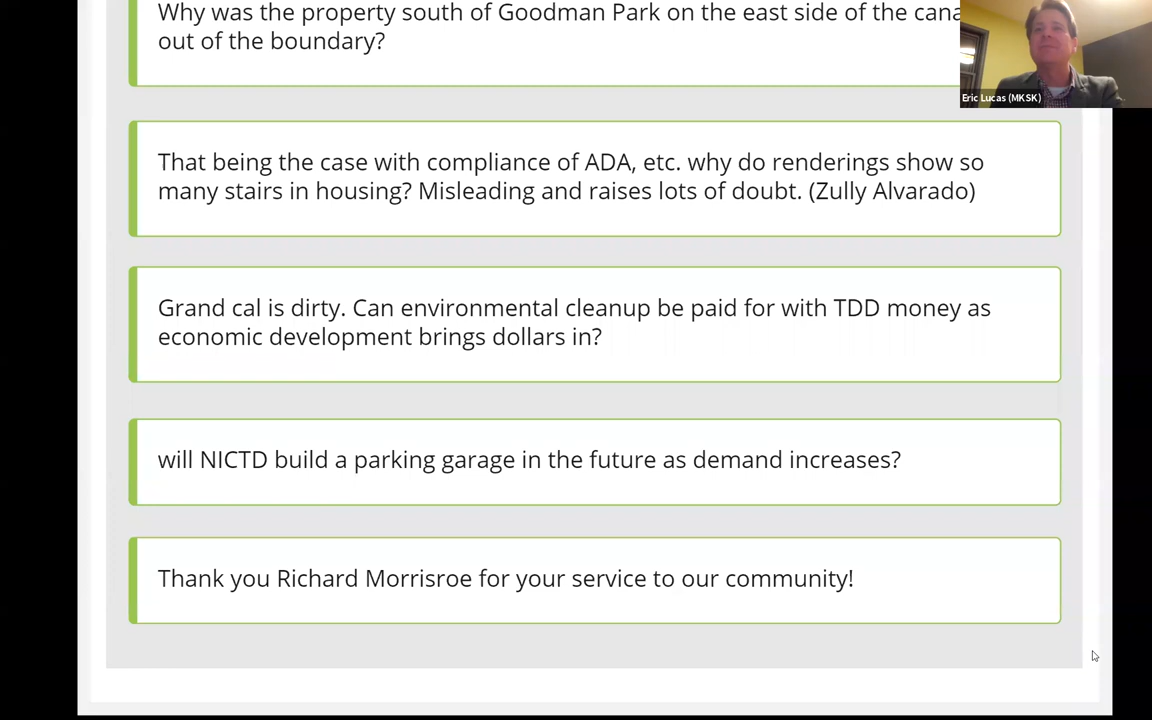 Why was the property south of Goodman Park on the east side of the
out of the boundary?
Eric Lucas (MKSK)
That being the case with compliance of ADA, etc. why do renderings show so
many stairs in housing? Misleading and raises lots of doubt. (Zully Alvarado)
Grand cal is dirty. Can environmental cleanup be paid for with TDD money as
economic development brings dollars in?
will NICTD build a parking garage in the future as demand increases?
Thank you Richard Morrisroe for your service to our community!